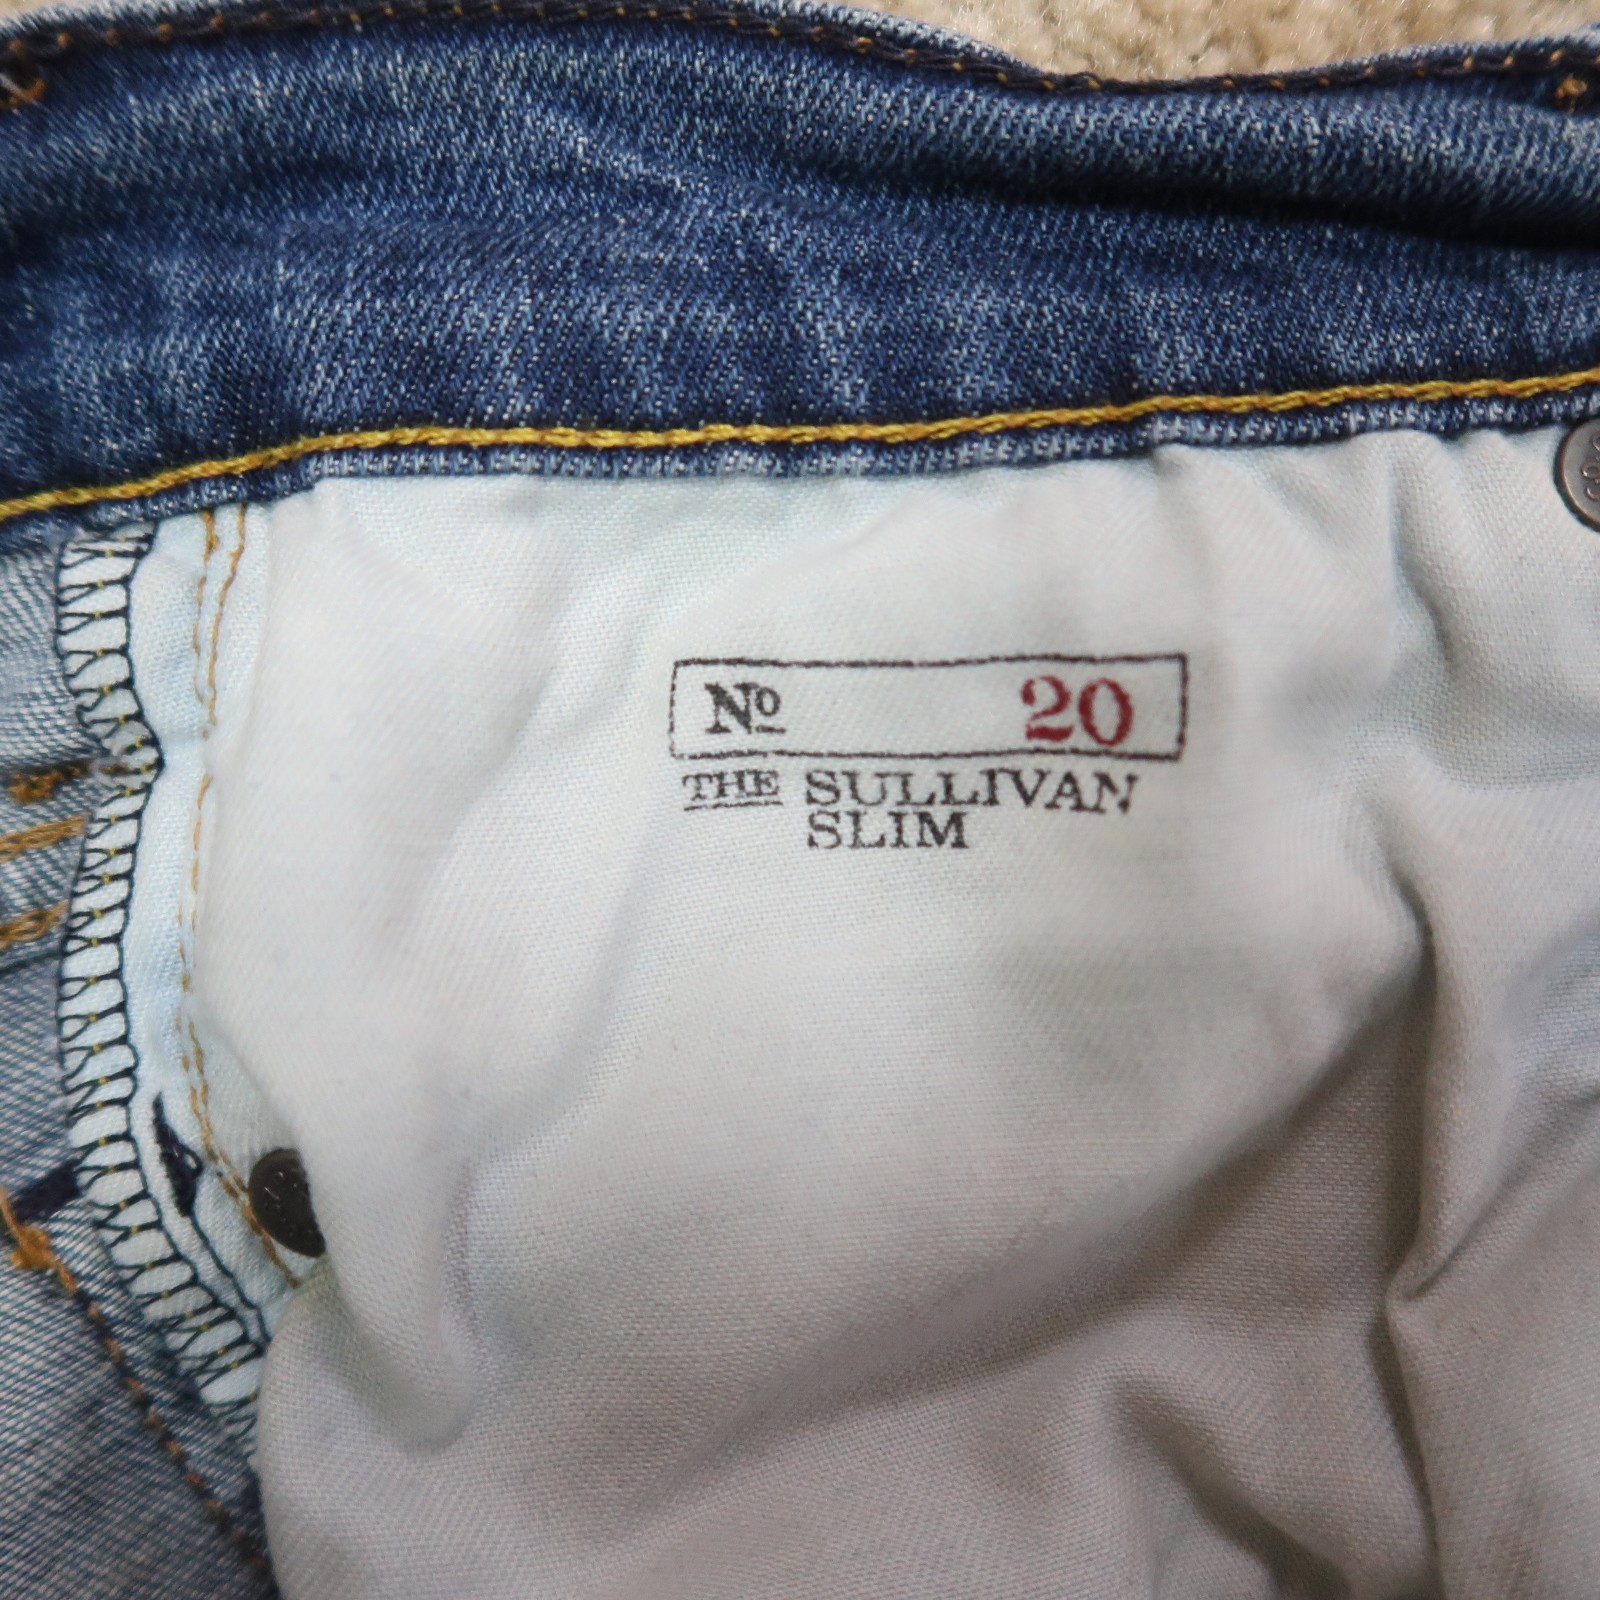 Nº 20
THE SULLIVAN
SLIM